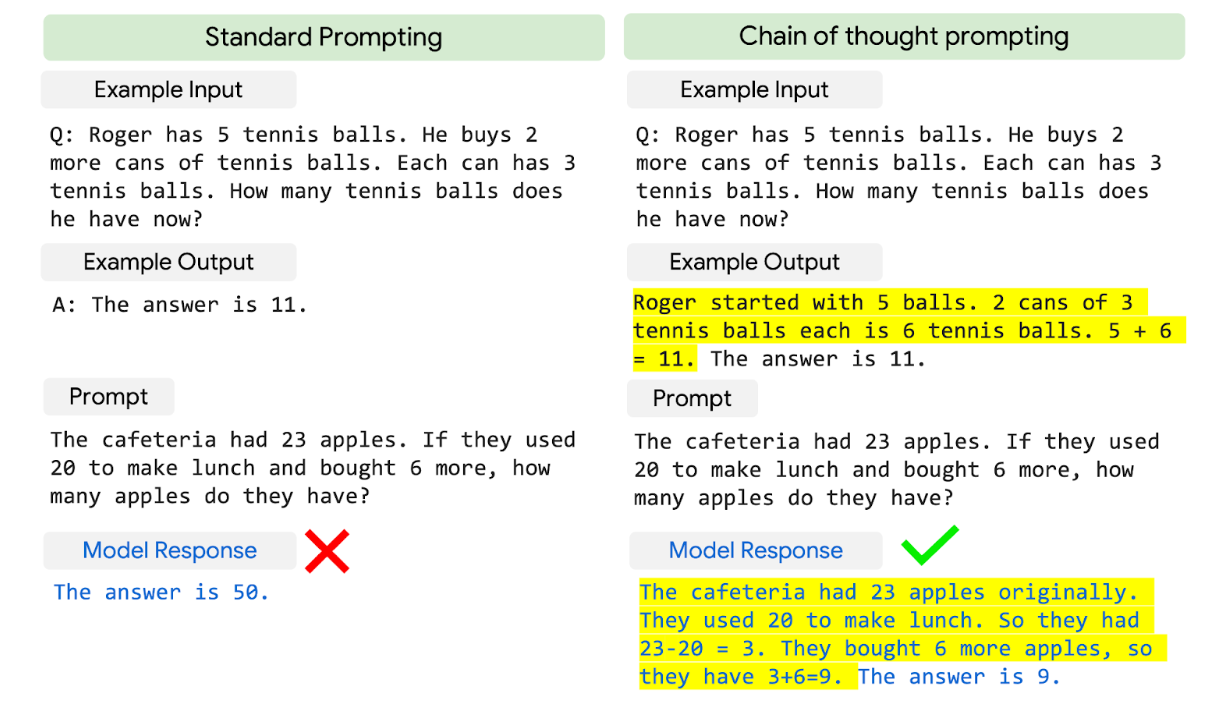 Standard Prompting
Example Input
Q: Roger has 5 tennis balls. He buys 2
more cans of tennis balls. Each can has 3
tennis balls. How many tennis balls does
he have now?
Example Output
A: The answer is 11.
Prompt
The cafeteria had 23 apples. If they used
20 to make lunch and bought 6 more, how
many apples do they have?
Model Response
The answer is 50.
Chain of thought prompting
Example Input
Q: Roger has 5 tennis balls. He buys 2
more cans of tennis balls. Each can has 3
tennis balls. How many tennis balls does
he have now?
Example Output
Roger started with 5 balls. 2 cans of 3
tennis balls each is 6 tennis balls. 5 + 6
= 11. The answer is 11.
Prompt
The cafeteria had 23 apples. If they used
20 to make lunch and bought 6 more, how
many apples do they have?
Model Response
The cafeteria had 23 apples originally.
They used 20 to make lunch. So they had
23-20 = 3. They bought 6 more apples, so
they have 3+6=9. The answer is 9.